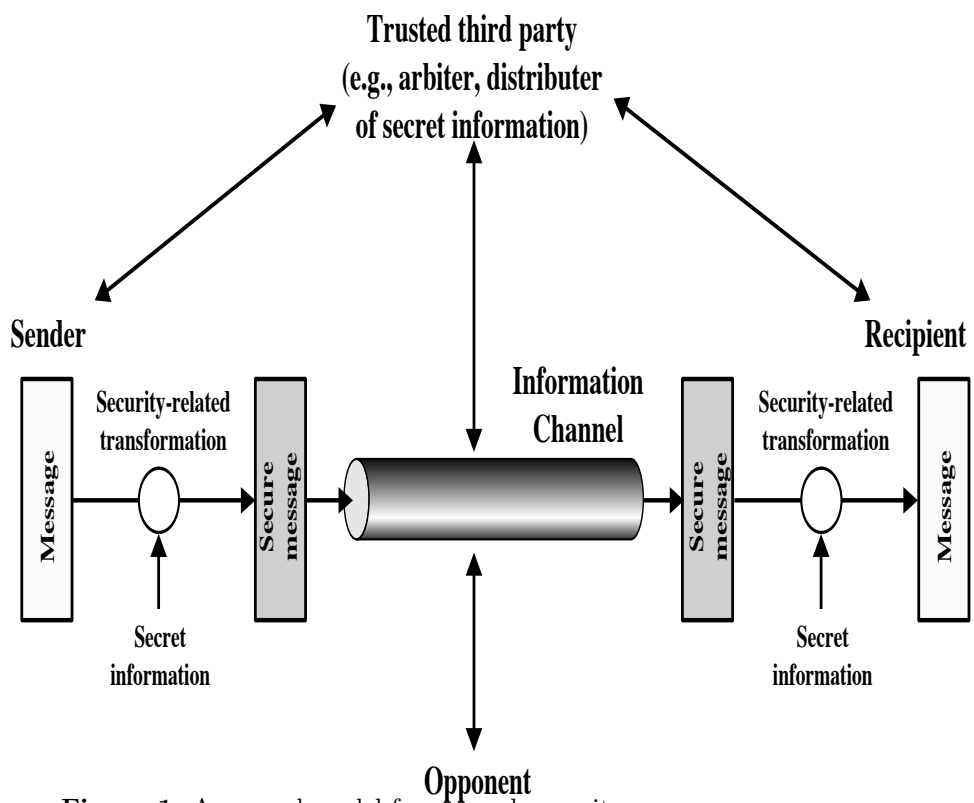 Trusted third party
(e.g., arbiter, distributer
of secret information)
Sender
Recipient
Information
Channel
Security-related
transformation
Security-related
transformation
Message
Secure
message
Secure
message
Message
Secret
information
Secret
information
Opponent